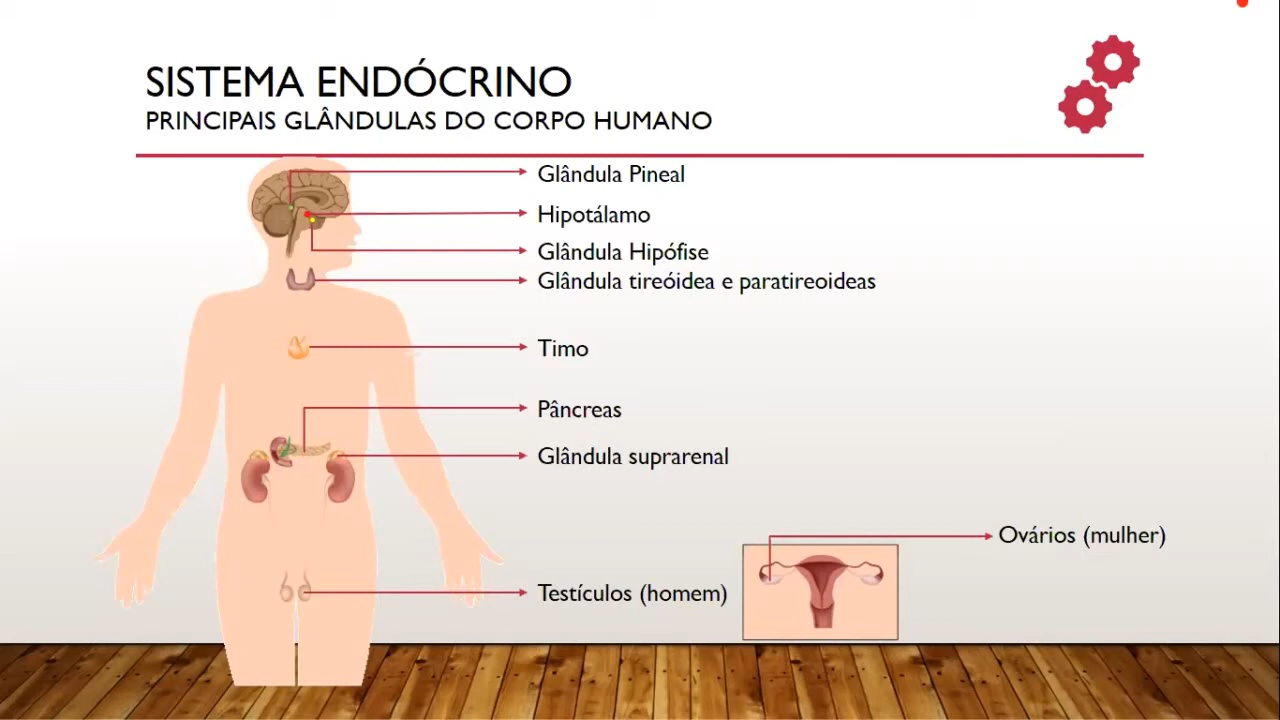 SISTEMA ENDÓCRINO
PRINCIPAIS GLÂNDULAS DO CORPO HUMANO
Glândula Pineal
Hipotálamo
Glândula Hipófise
Glândula tireóidea e paratireoideas
Timo
Pâncreas
Glândula suprarenal
Ovários (mulher)
Testículos (homem)